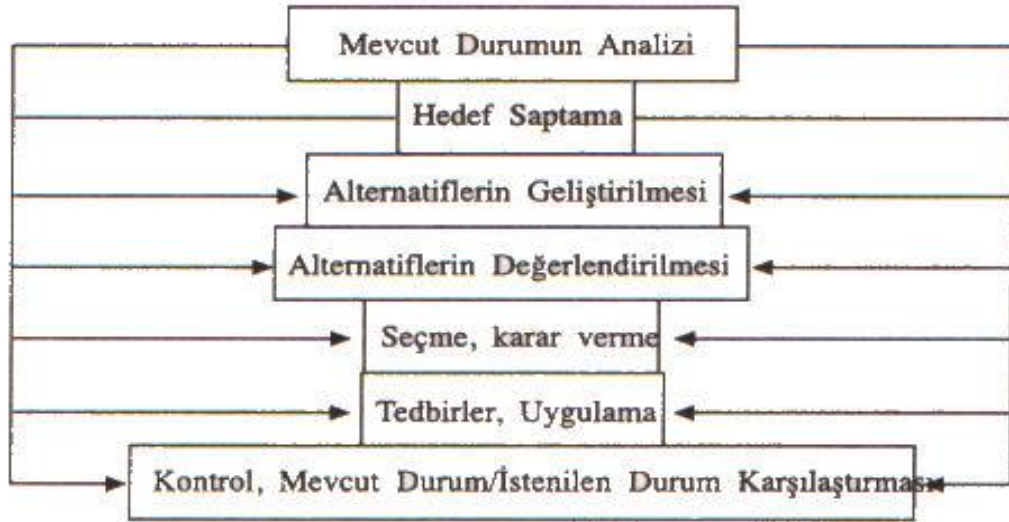 Mevcut Durumun Analizi
Hedef Saptama
Alternatiflerin Geliştirilmesi
Alternatiflerin Değerlendirilmesi
Seçme, karar verme
Tedbirler, Uygulama
Kontrol, Mevcut Durum/İstenilen Durum Karşılaştırması